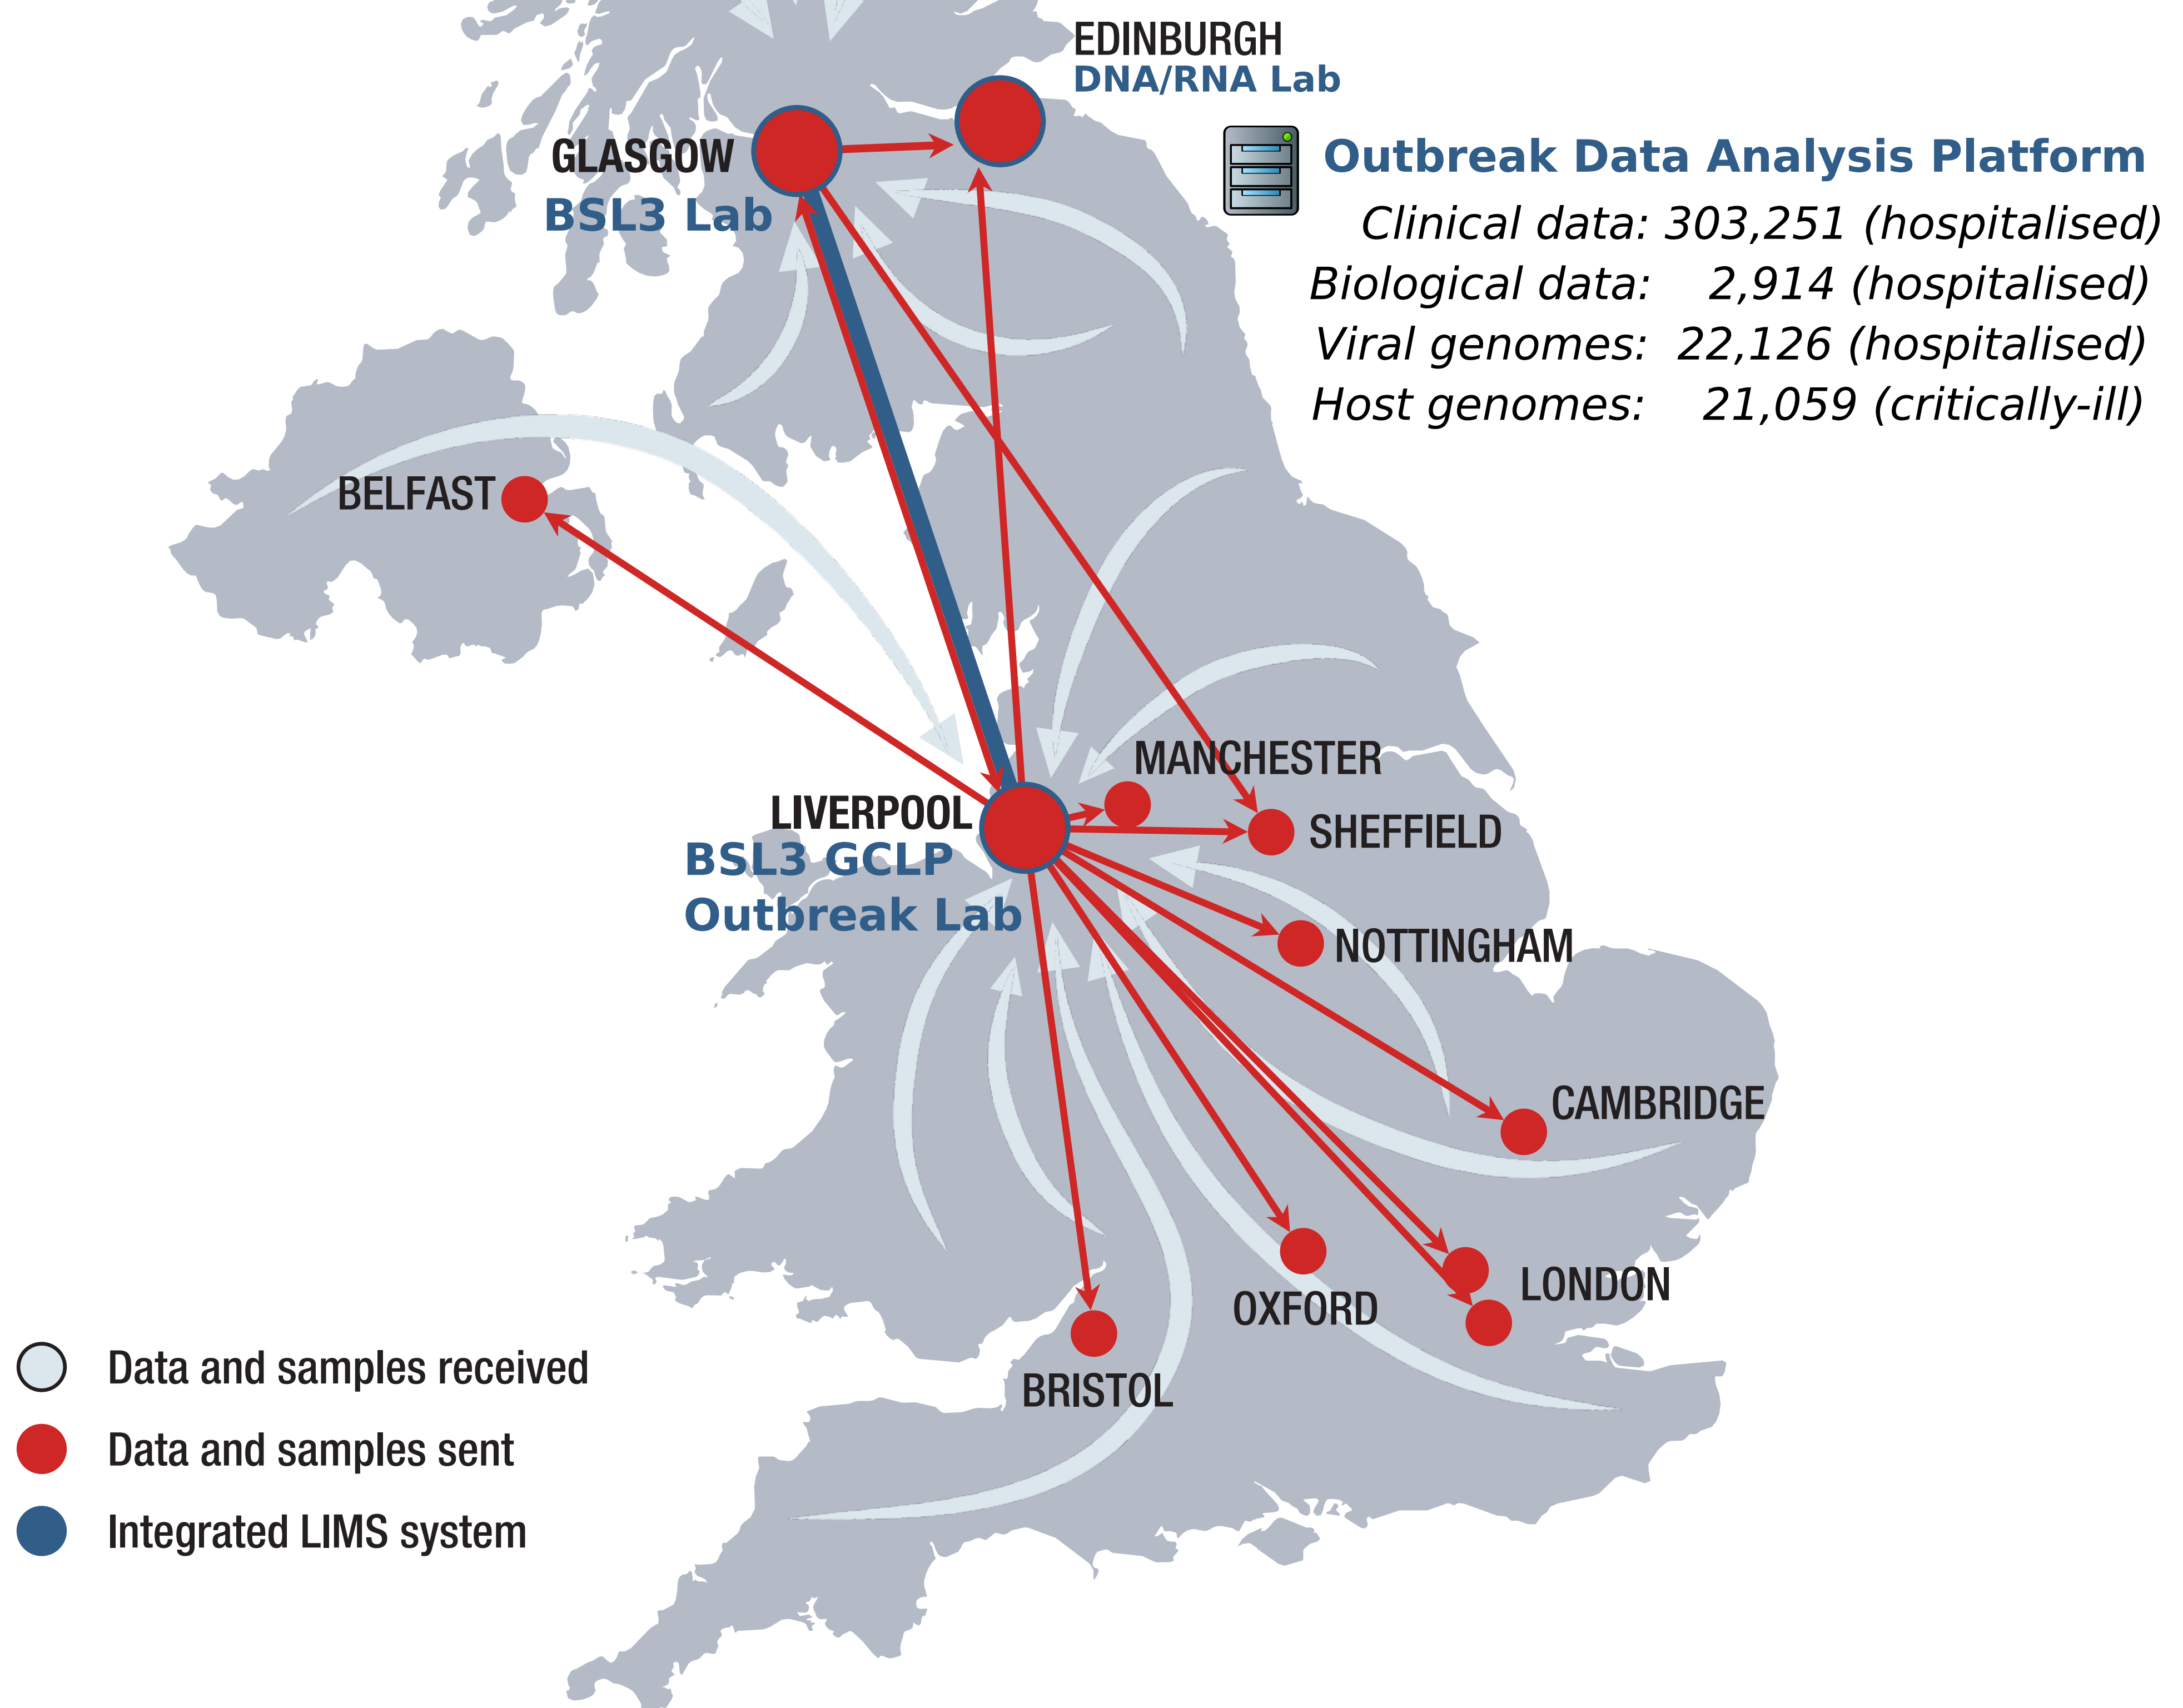 EDINBURGH
DNA/RNA Lab
GLASGOW
BSL3 Lab
Outbreak Data Analysis Platform
Clinical data: 303,251 (hospitalised)
Biological data: 2,914 (hospitalised)
Viral genomes: 22,126 (hospitalised)
Host genomes: 21,059 (critically-ill)
BELFAST
MANCHESTER
LIVERPOOL
BSL3 GCLP
Outbreak Lab
SHEFFIELD
NOTTINGHAM
CAMBRIDGE
LONDON
OXFORD
BRISTOL
Data and samples received
Data and samples sent
Integrated LIMS system